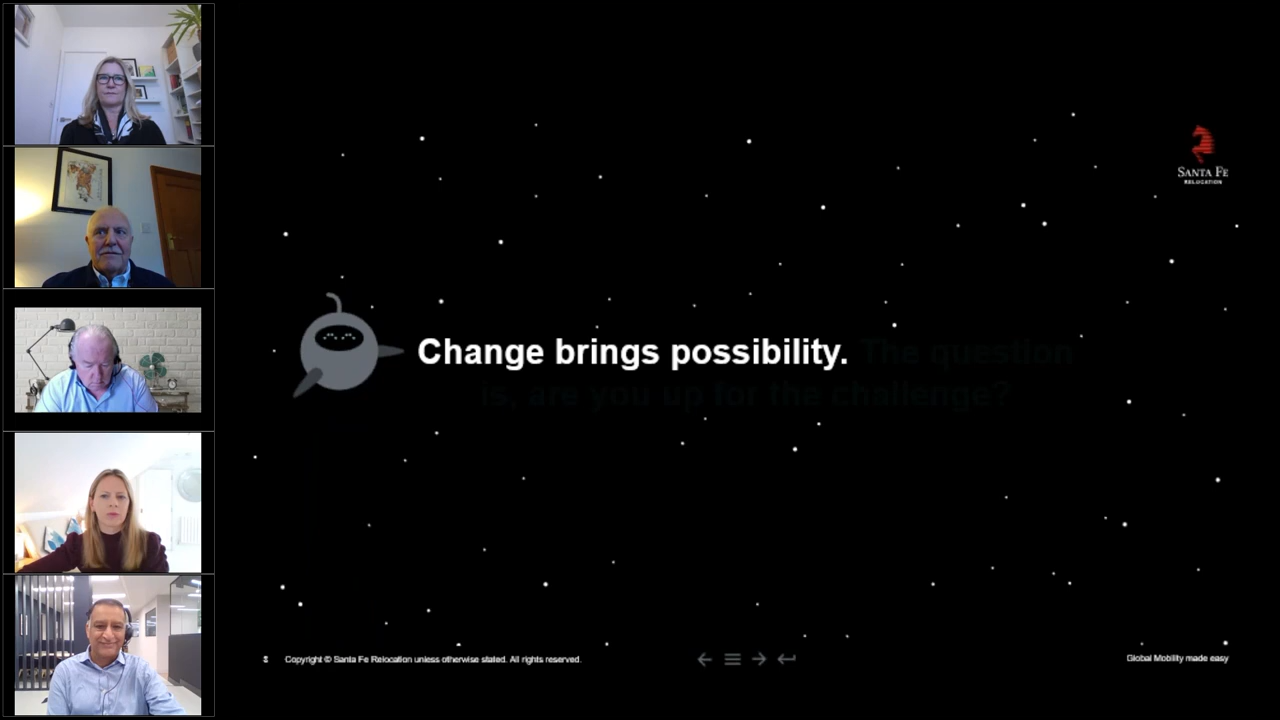 SANTA FE
RELOCATION
Change brings possibility. The question
is, are you up for the challenge?
8 Copyright © Santa Fe Relocation unless otherwise stated. All rights reserved.
Global Mobility made easy